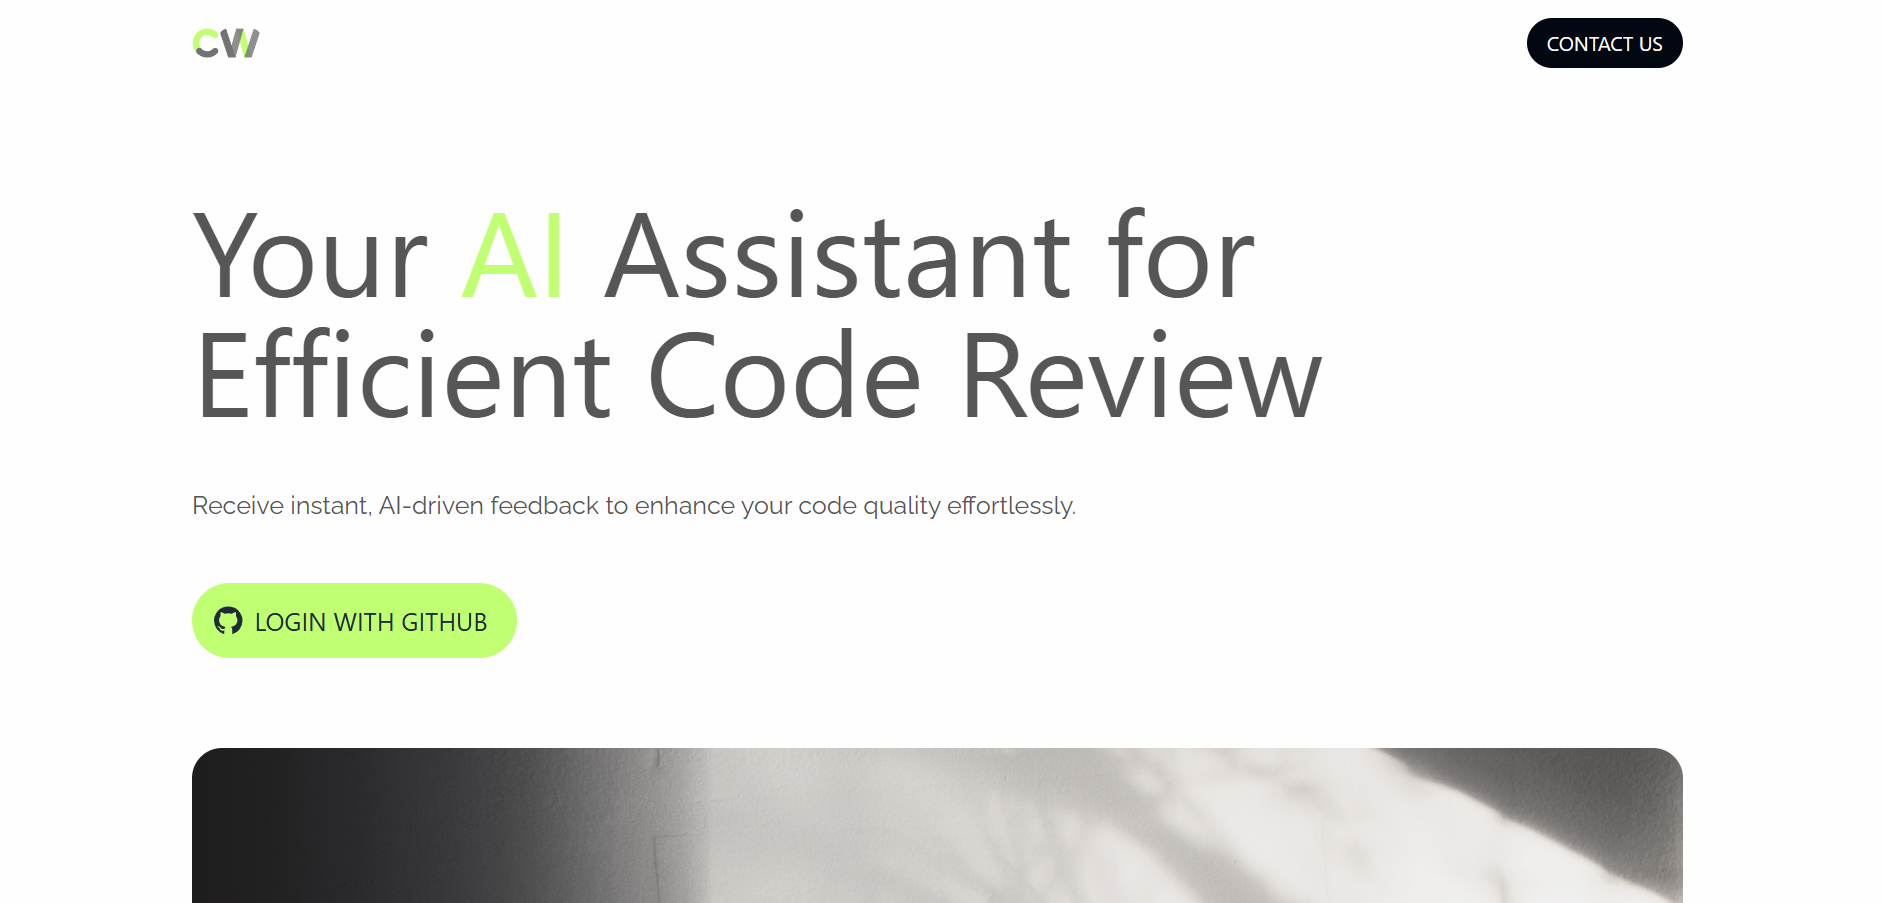 CW
CONTACT US
Your AI Assistant for
Efficient Code Review
Receive instant, AI-driven feedback to enhance your code quality effortlessly.
LOGIN WITH GITHUB